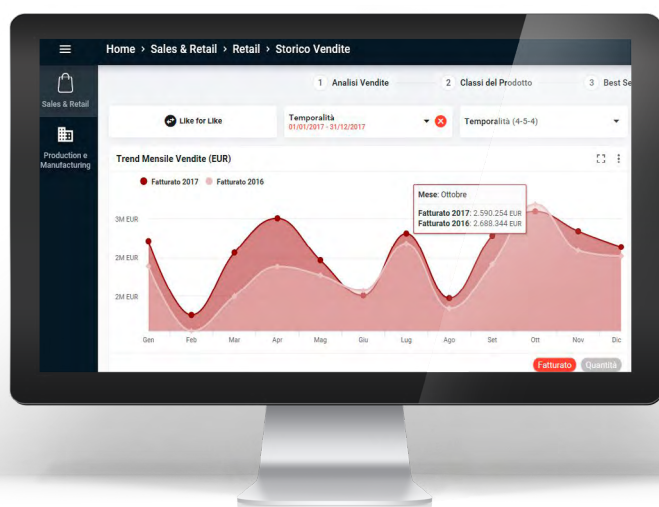 Home > Sales & Retail > Retail > Storico Vendite
Sales & Retail
Production e
Manufacturing
1 Analisi Vendite
2 Classi del Prodotto
3 Best Se
Like for Like
Temporalità
01/01/2017 - 31/12/2017
Temporalità (4-5-4)
Trend Mensile Vendite (EUR)
Fatturato 2017
Fatturato 2016
Mese: Ottobre
Fatturato 2017: 2.590.254 EUR
Fatturato 2016: 2.688.344 EUR
3M EUR
2M EUR
2M EUR
Gen Feb Mar Apr Mag Giu Lug Ago Set Ott Nov Dic
Fatturato
Quantità